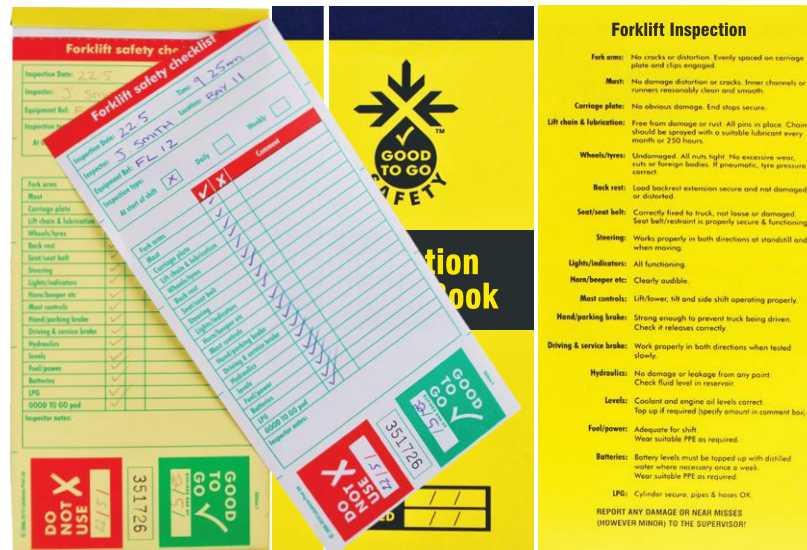 Forklift safety che
Inspection Date: 22.5
Inspector: J. Sm
Equipment Ref: F
Inspection ty
At
Fork arms
Mast
Carriage plate
Lift chain & lubrication
Wheels/tyres
Back rest
Seat/seat belt
Steering
Lights/indicators
Horn/beeper etc
Mast controls
Hand/parking brake
Driving & service brake
Hydraulics
levels
Fuel/power
Batteries
LPG
GOOD TO GO pod
Inspector notes:
DO
NOT X
USE
351726
GOOD
TO
GO
Forklift safety checklist
Inspection Date: 22.5 Time: 9.25am
Inspector: J. SMITH Location: BAY 11
Equipment Ref: FL 12
Inspection type:
At start of shift X Daily Weekly
✓ X Comment
Fork arms
Mast
Carriage plate
Lift chain & lubrication
Wheels/tyres
Back rest
Seat/seat belt
Steering
Lights/indicators
Horn/beeper etc
Mast controls
Hand/parking brake
Driving & service brake
Hydraulics
levels
Fuel/power
Batteries
LPG
GOOD TO GO pod
Inspector notes:
DO
NOT X
USE
22/5/
351726
GOOD
TO
GO
22/5/
GOOD
TO GO
™
SAFETY
tion
Book
ED / /
/ /
Forklift Inspection
Fork arms: No cracks or distortion. Evenly spaced on carriage
plate and clips engaged.
Mast: No damage distortion or cracks. Inner channels or
runners reasonably clean and smooth.
Carriage plate: No obvious damage. End stops secure.
Lift chain & lubrication: Free from damage or rust. All pins in place. Chain
should be sprayed with a suitable lubricant every
month or 250 hours.
Wheels/tyres: Undamaged. All nuts tight. No excessive wear,
cuts or foreign bodies. If pneumatic, tyre pressure
correct
Back rest: Load backrest extension secure and not damaged
or distorted.
Seat/seat belt: Correctly fixed to truck, not loose or damaged.
Seat belt/restraint is properly secure & functioning
Steering: Works properly in both directions at standstill and
when moving.
Lights/indicators: All functioning.
Horn/beeper etc: Clearly audible.
Mast controls: Lift/lower, tilt and side shift operating properly.
Hand/parking brake: Strong enough to prevent truck being driven.
Check it releases correctly.
Driving & service brake: Work properly in both directions when tested
slowly.
Hydraulics: No damage or leakage from any point.
Check fluid level in reservoir.
Levels: Coolant and engine oil levels correct.
Top up if required (specify amount in comment box)
Fuel/power: Adequate for shift.
Wear suitable PPE as required.
Batteries: Battery levels must be topped up with distilled
water where necessary once a week.
Wear suitable PPE as required.
LPG: Cylinder secure, pipes & hoses OK.
REPORT ANY DAMAGE OR NEAR MISSES
(HOWEVER MINOR) TO THE SUPERVISOR!